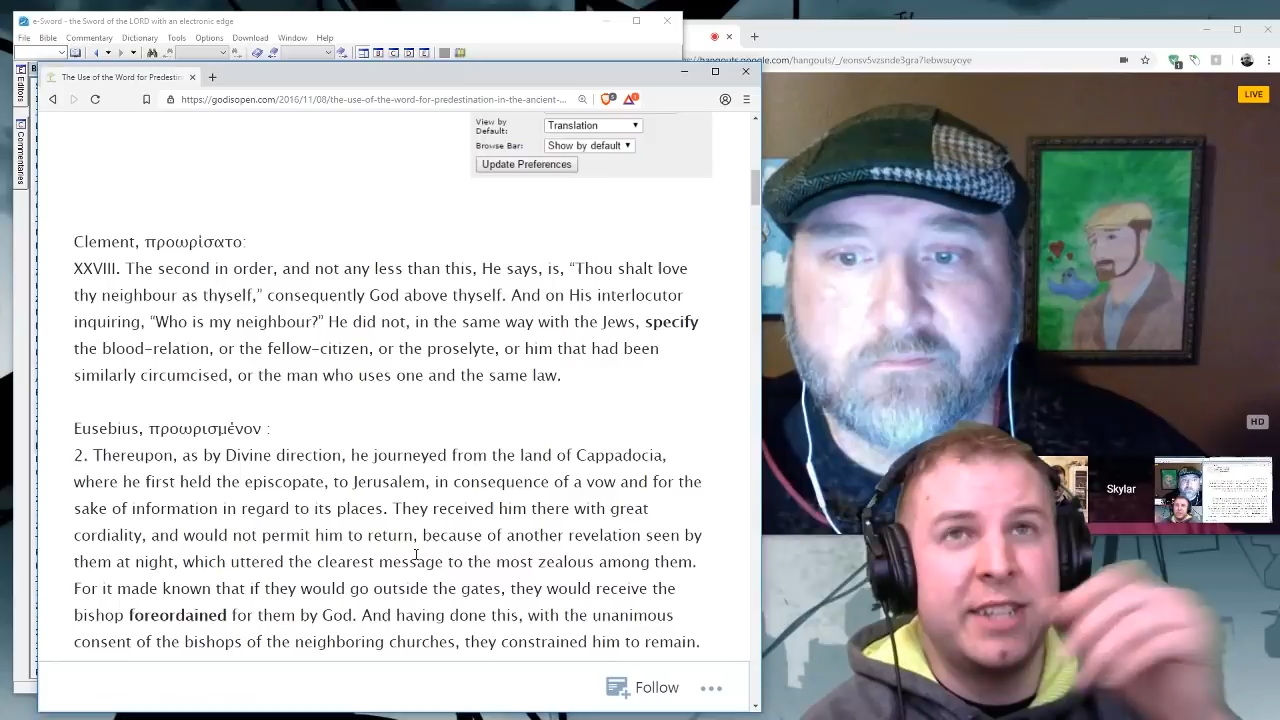 e-Sword - the Sword of the LORD with an electronic edge
File Bible Commentary Dictionary Tools Options Download Window Help
The Use of the Word for Predestin
https://godisopen.com/2016/11/08/the-use-of-the-word-for-predestination-in-the-ancient-...
hangouts.google.com/hangouts/_/eonsv5vzsnde3gra7lebwsuyoye
LIVE
Editors
Commentaries
View by Default:
Translation
Browse Bar:
Show by default
Update Preferences
Clement, προωρίσατο:
XXVIII. The second in order, and not any less than this, He says, is, “Thou shalt love
thy neighbour as thyself,” consequently God above thyself. And on His interlocutor
inquiring, “Who is my neighbour?” He did not, in the same way with the Jews, specify
the blood-relation, or the fellow-citizen, or the proselyte, or him that had been
similarly circumcised, or the man who uses one and the same law.
Eusebius, προωρισμένον :
2. Thereupon, as by Divine direction, he journeyed from the land of Cappadocia,
where he first held the episcopate, to Jerusalem, in consequence of a vow and for the
sake of information in regard to its places. They received him there with great
cordiality, and would not permit him to return, because of another revelation seen by
them at night, which uttered the clearest message to the most zealous among them.
For it made known that if they would go outside the gates, they would receive the
bishop foreordained for them by God. And having done this, with the unanimous
consent of the bishops of the neighboring churches, they constrained him to remain.
Follow
HD
Skylar